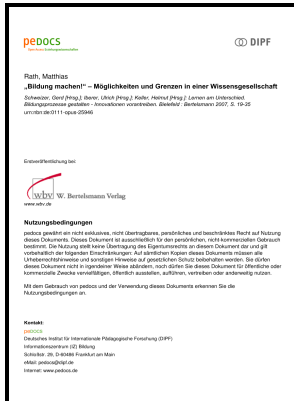 peDOCS
DIPF
Rath, Matthias
„Bildung machen!“ – Möglichkeiten und Grenzen in einer Wissensgesellschaft
Schweizer, Gerd [Hrsg.]; Iberer, Ulrich [Hrsg.]; Keller, Helmut [Hrsg.]: Lernen am Unterschied.
Bildungsprozesse gestalten - Innovationen vorantreiben. Bielefeld : Bertelsmann 2007, S. 19-35
urn:nbn:de:0111-opus-25946
Erstveröffentlichung bei:
wbv W. Bertelsmann Verlag
www.wbv.de
Nutzungsbedingungen
pedocs gewährt ein nicht exklusives, nicht übertragbares, persönliches und beschränktes Recht auf Nutzung
dieses Dokuments. Dieses Dokument ist ausschließlich für den persönlichen, nicht-kommerziellen Gebrauch
bestimmt. Die Nutzung stellt keine Übertragung des Eigentumsrechts an diesem Dokument dar und gilt
vorbehaltlich der folgenden Einschränkungen: Auf sämtlichen Kopien dieses Dokuments müssen alle
Urheberrechtshinweise und sonstigen Hinweise auf gesetzlichen Schutz beibehalten werden. Sie dürfen
dieses Dokument nicht in irgendeiner Weise abändern, noch dürfen Sie dieses Dokument für öffentliche oder
kommerzielle Zwecke vervielfältigen, öffentlich ausstellen, aufführen, vertreiben oder anderweitig nutzen.
Mit dem Gebrauch von pedocs und der Verwendung dieses Dokuments erkennen Sie die
Nutzungsbedingungen an.
Kontakt:
peDOCS
Deutsches Institut für Internationale Pädagogische Forschung (DIPF)
Informationszentrum (IZ) Bildung
Schloßstr. 29, D-60486 Frankfurt am Main
eMail: pedocs@dipf.de
Internet: www.pedocs.de